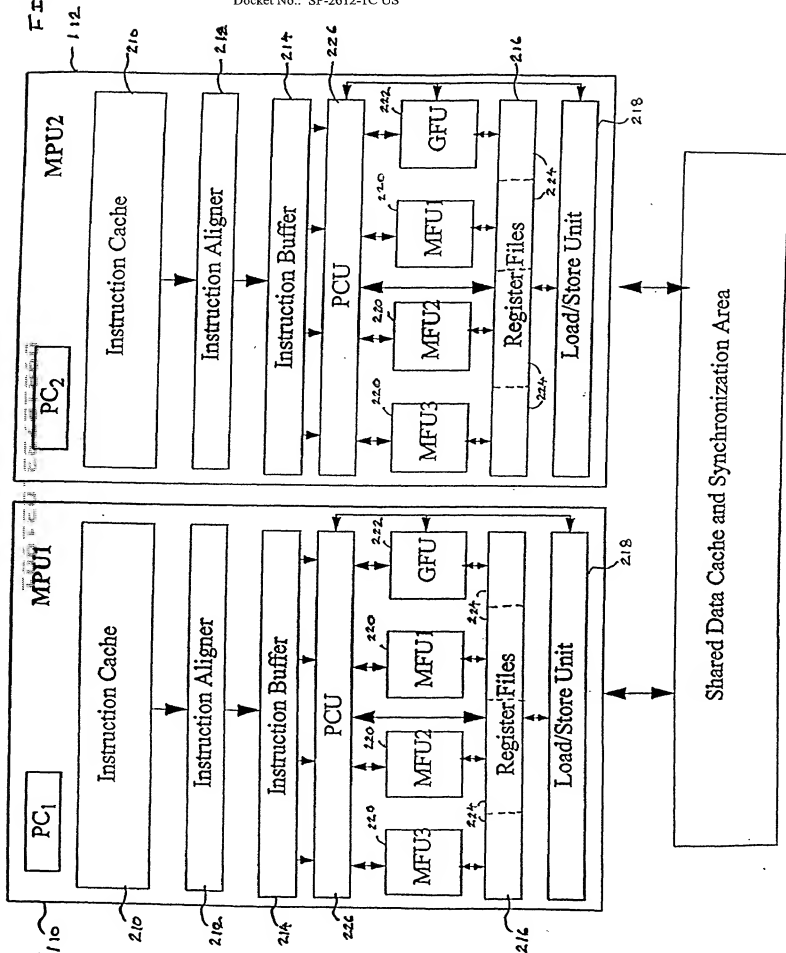 Docket No.: SP-2612-1C US
MPU1
PC1
Instruction Cache
Instruction Aligner
Instruction Buffer
PCU
MFU3
MFU2
MFU1
GFU
Register Files
Load/Store Unit
110
210
212
214
226
220
220
220
222
224
224
216
218
MPU2
PC2
Instruction Cache
Instruction Aligner
Instruction Buffer
PCU
MFU3
MFU2
MFU1
GFU
Register Files
Load/Store Unit
112
210
212
214
226
220
220
220
222
216
224
224
218
Shared Data Cache and Synchronization Area